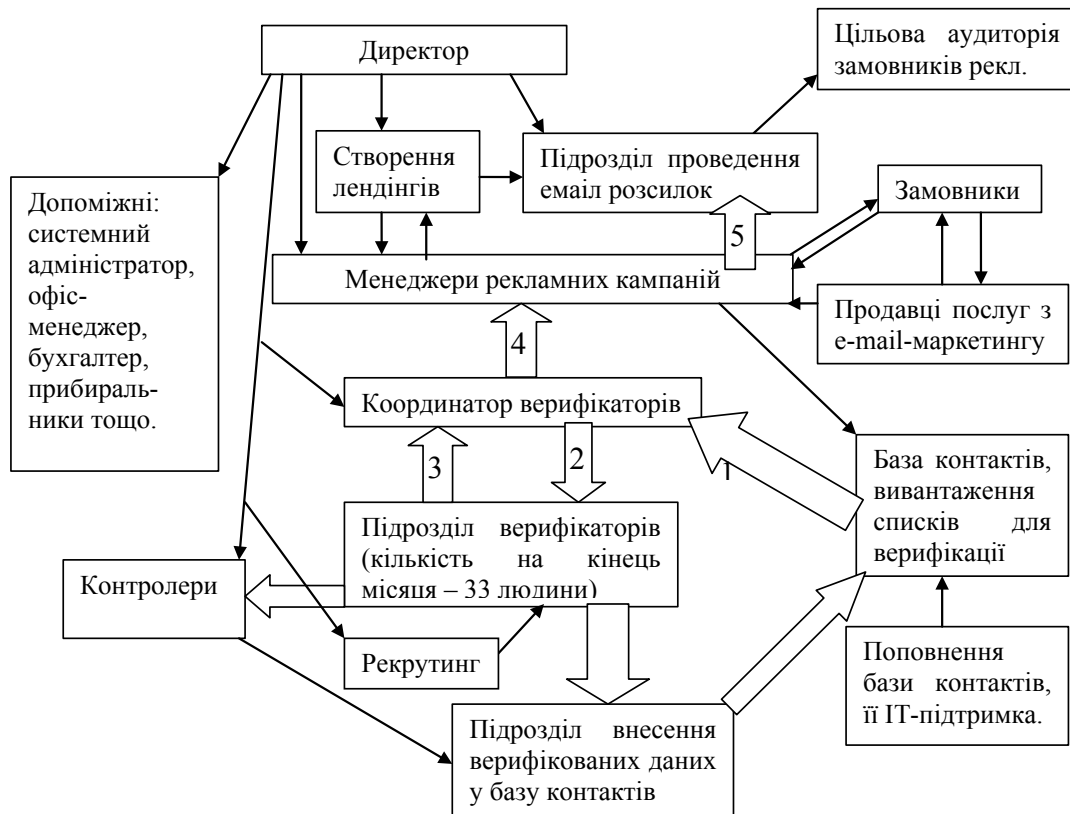 Директор
Цільова аудиторія
замовників рекл.
Створення
лендінгів
Підрозділ проведення
емаіл розсилок
Замовники
Допоміжні:
системний
адміністратор,
офіс-
менеджер,
бухгалтер,
прибираль-
ники тощо.
5
Менеджери рекламних кампаній
Продавці послуг з
e-mail-маркетингу
4
Координатор верифікаторів
3
2
1
База контактів,
вивантаження
списків для
верифікації
Підрозділ верифікаторів
(кількість на кінець
місяця – 33 людини)
Контролери
Рекрутинг
Поповнення
бази контактів,
її ІТ-підтримка.
Підрозділ внесення
верифікованих даних
у базу контактів